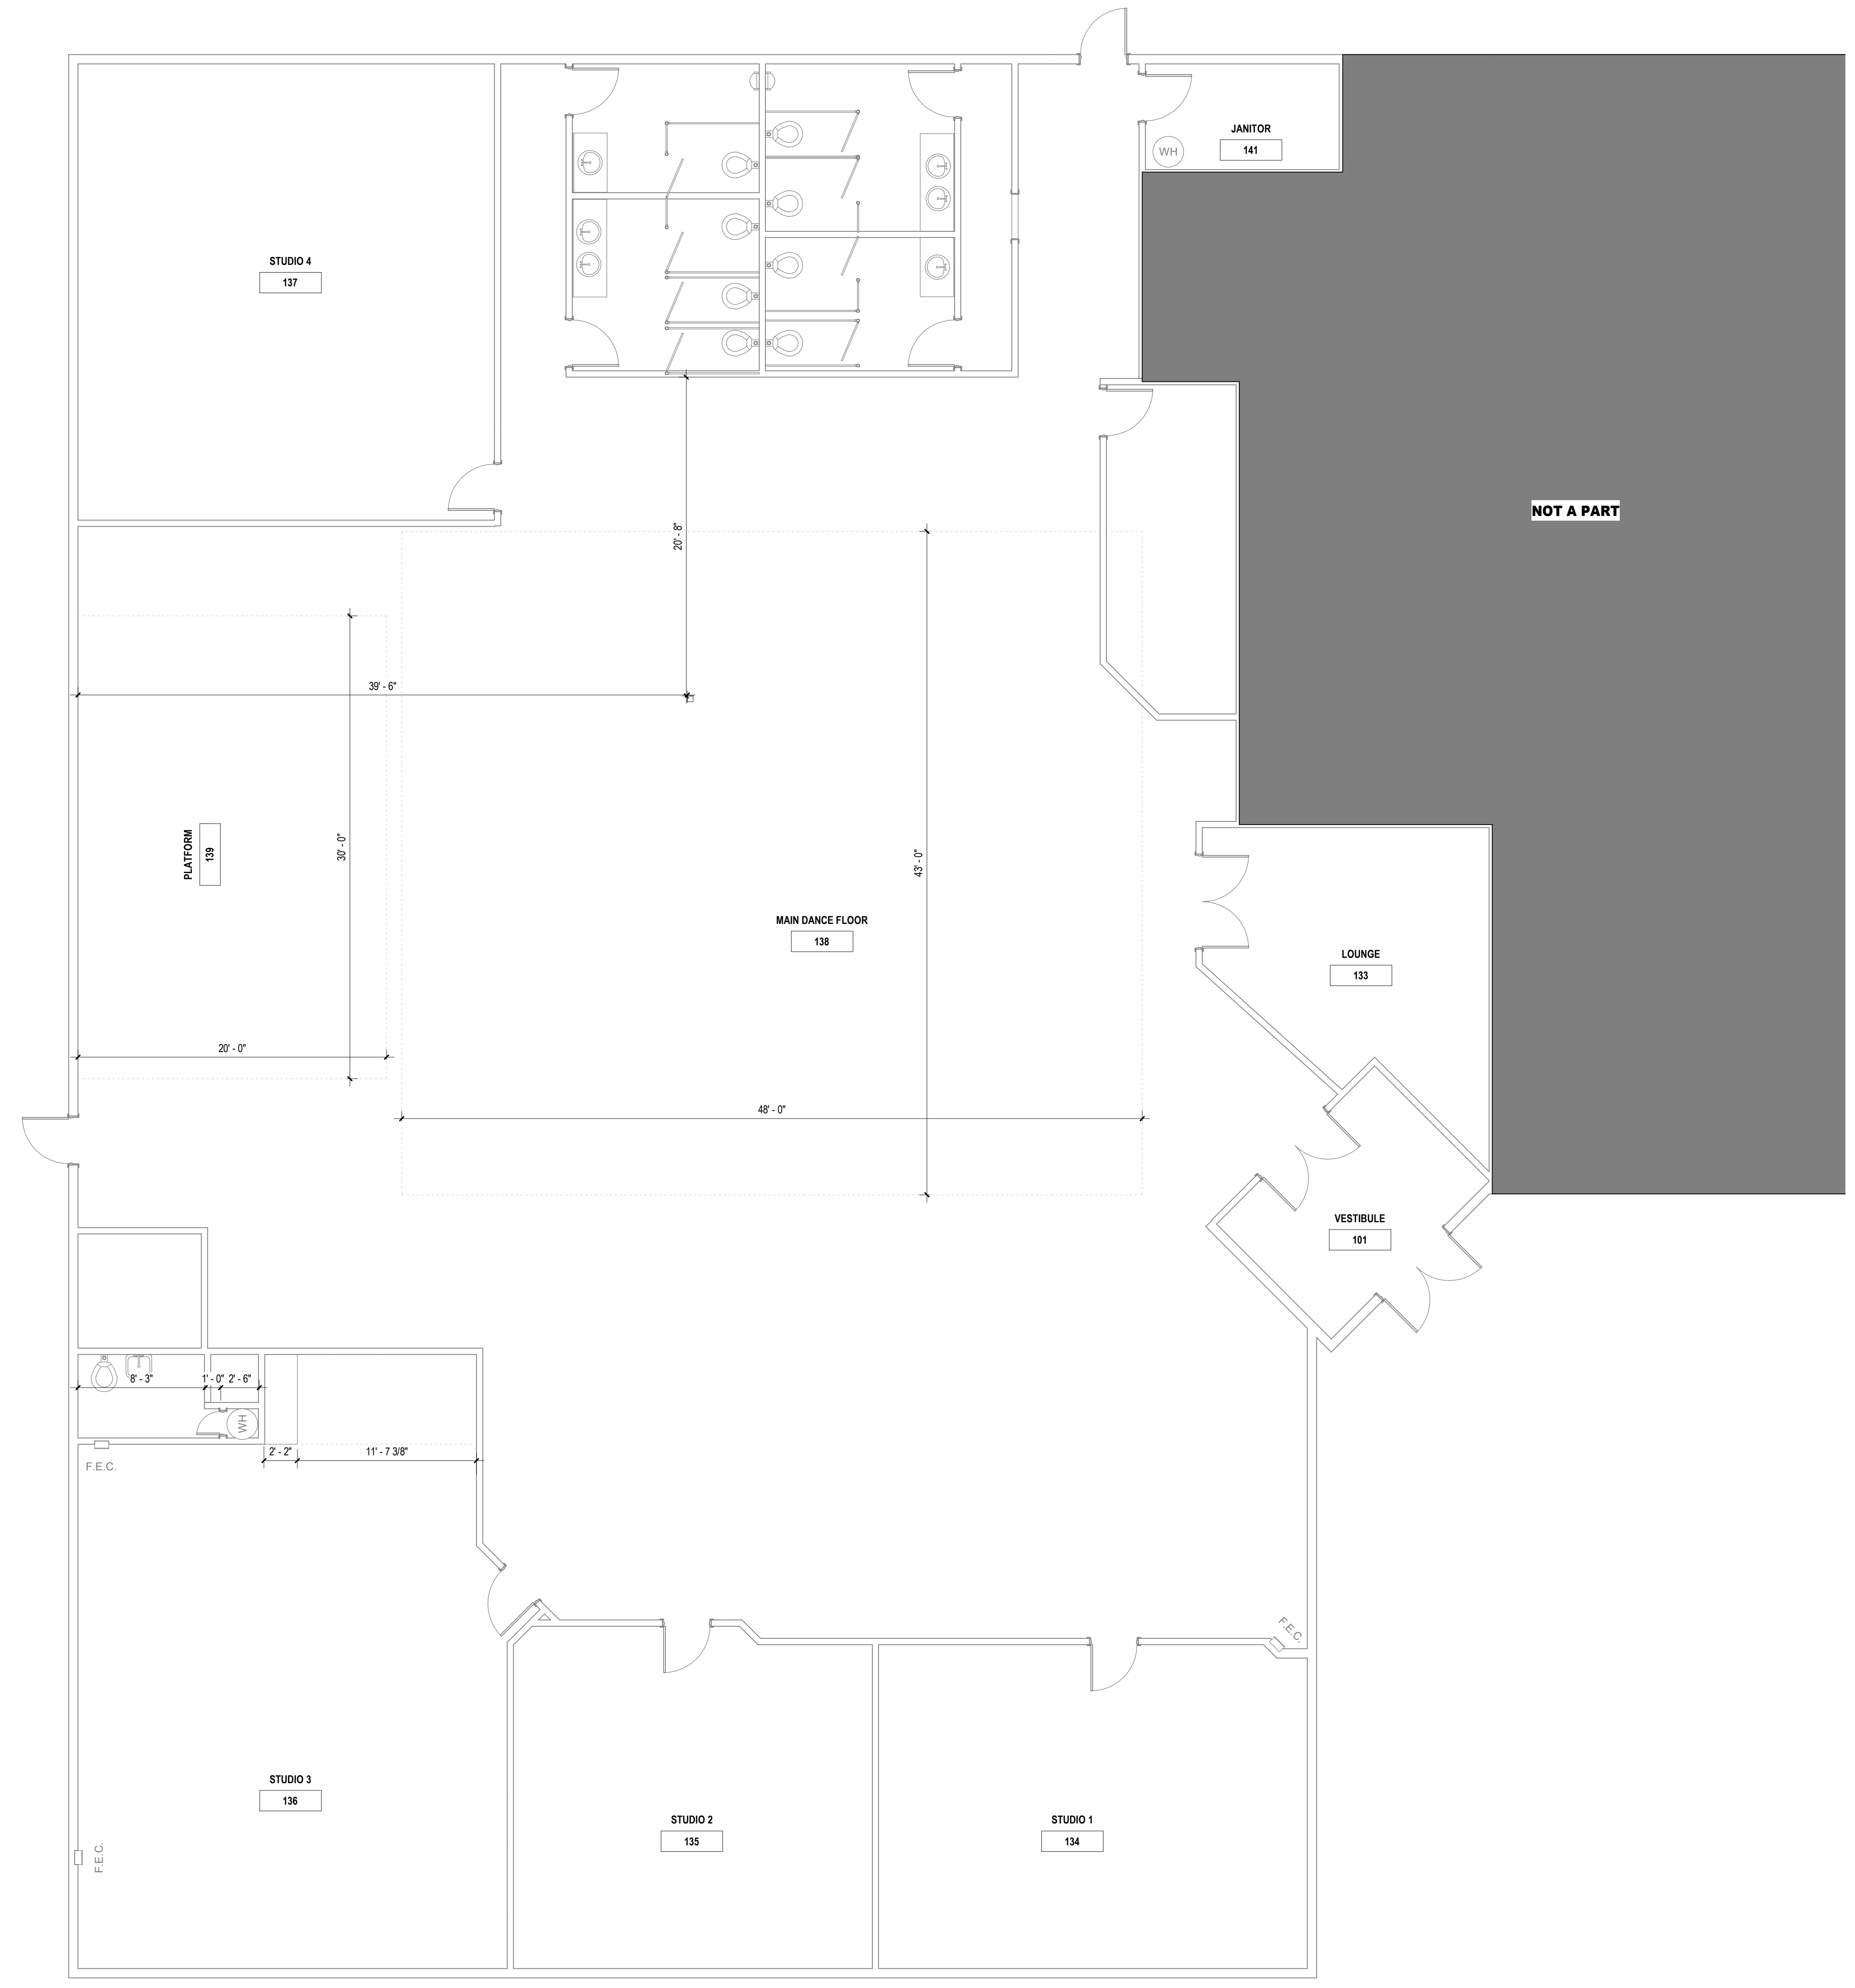 JANITOR
141
WH
STUDIO 4
137
NOT A PART
20' - 8"
39' - 6"
PLATFORM
139
30' - 0"
43' - 0"
MAIN DANCE FLOOR
138
LOUNGE
133
20' - 0"
48' - 0"
VESTIBULE
101
8' - 3"
1' - 0"
2' - 6"
WH
2' - 2"
11' - 7 3/8"
F.E.C.
F.E.C.
STUDIO 3
136
STUDIO 2
135
STUDIO 1
134
F.E.C.